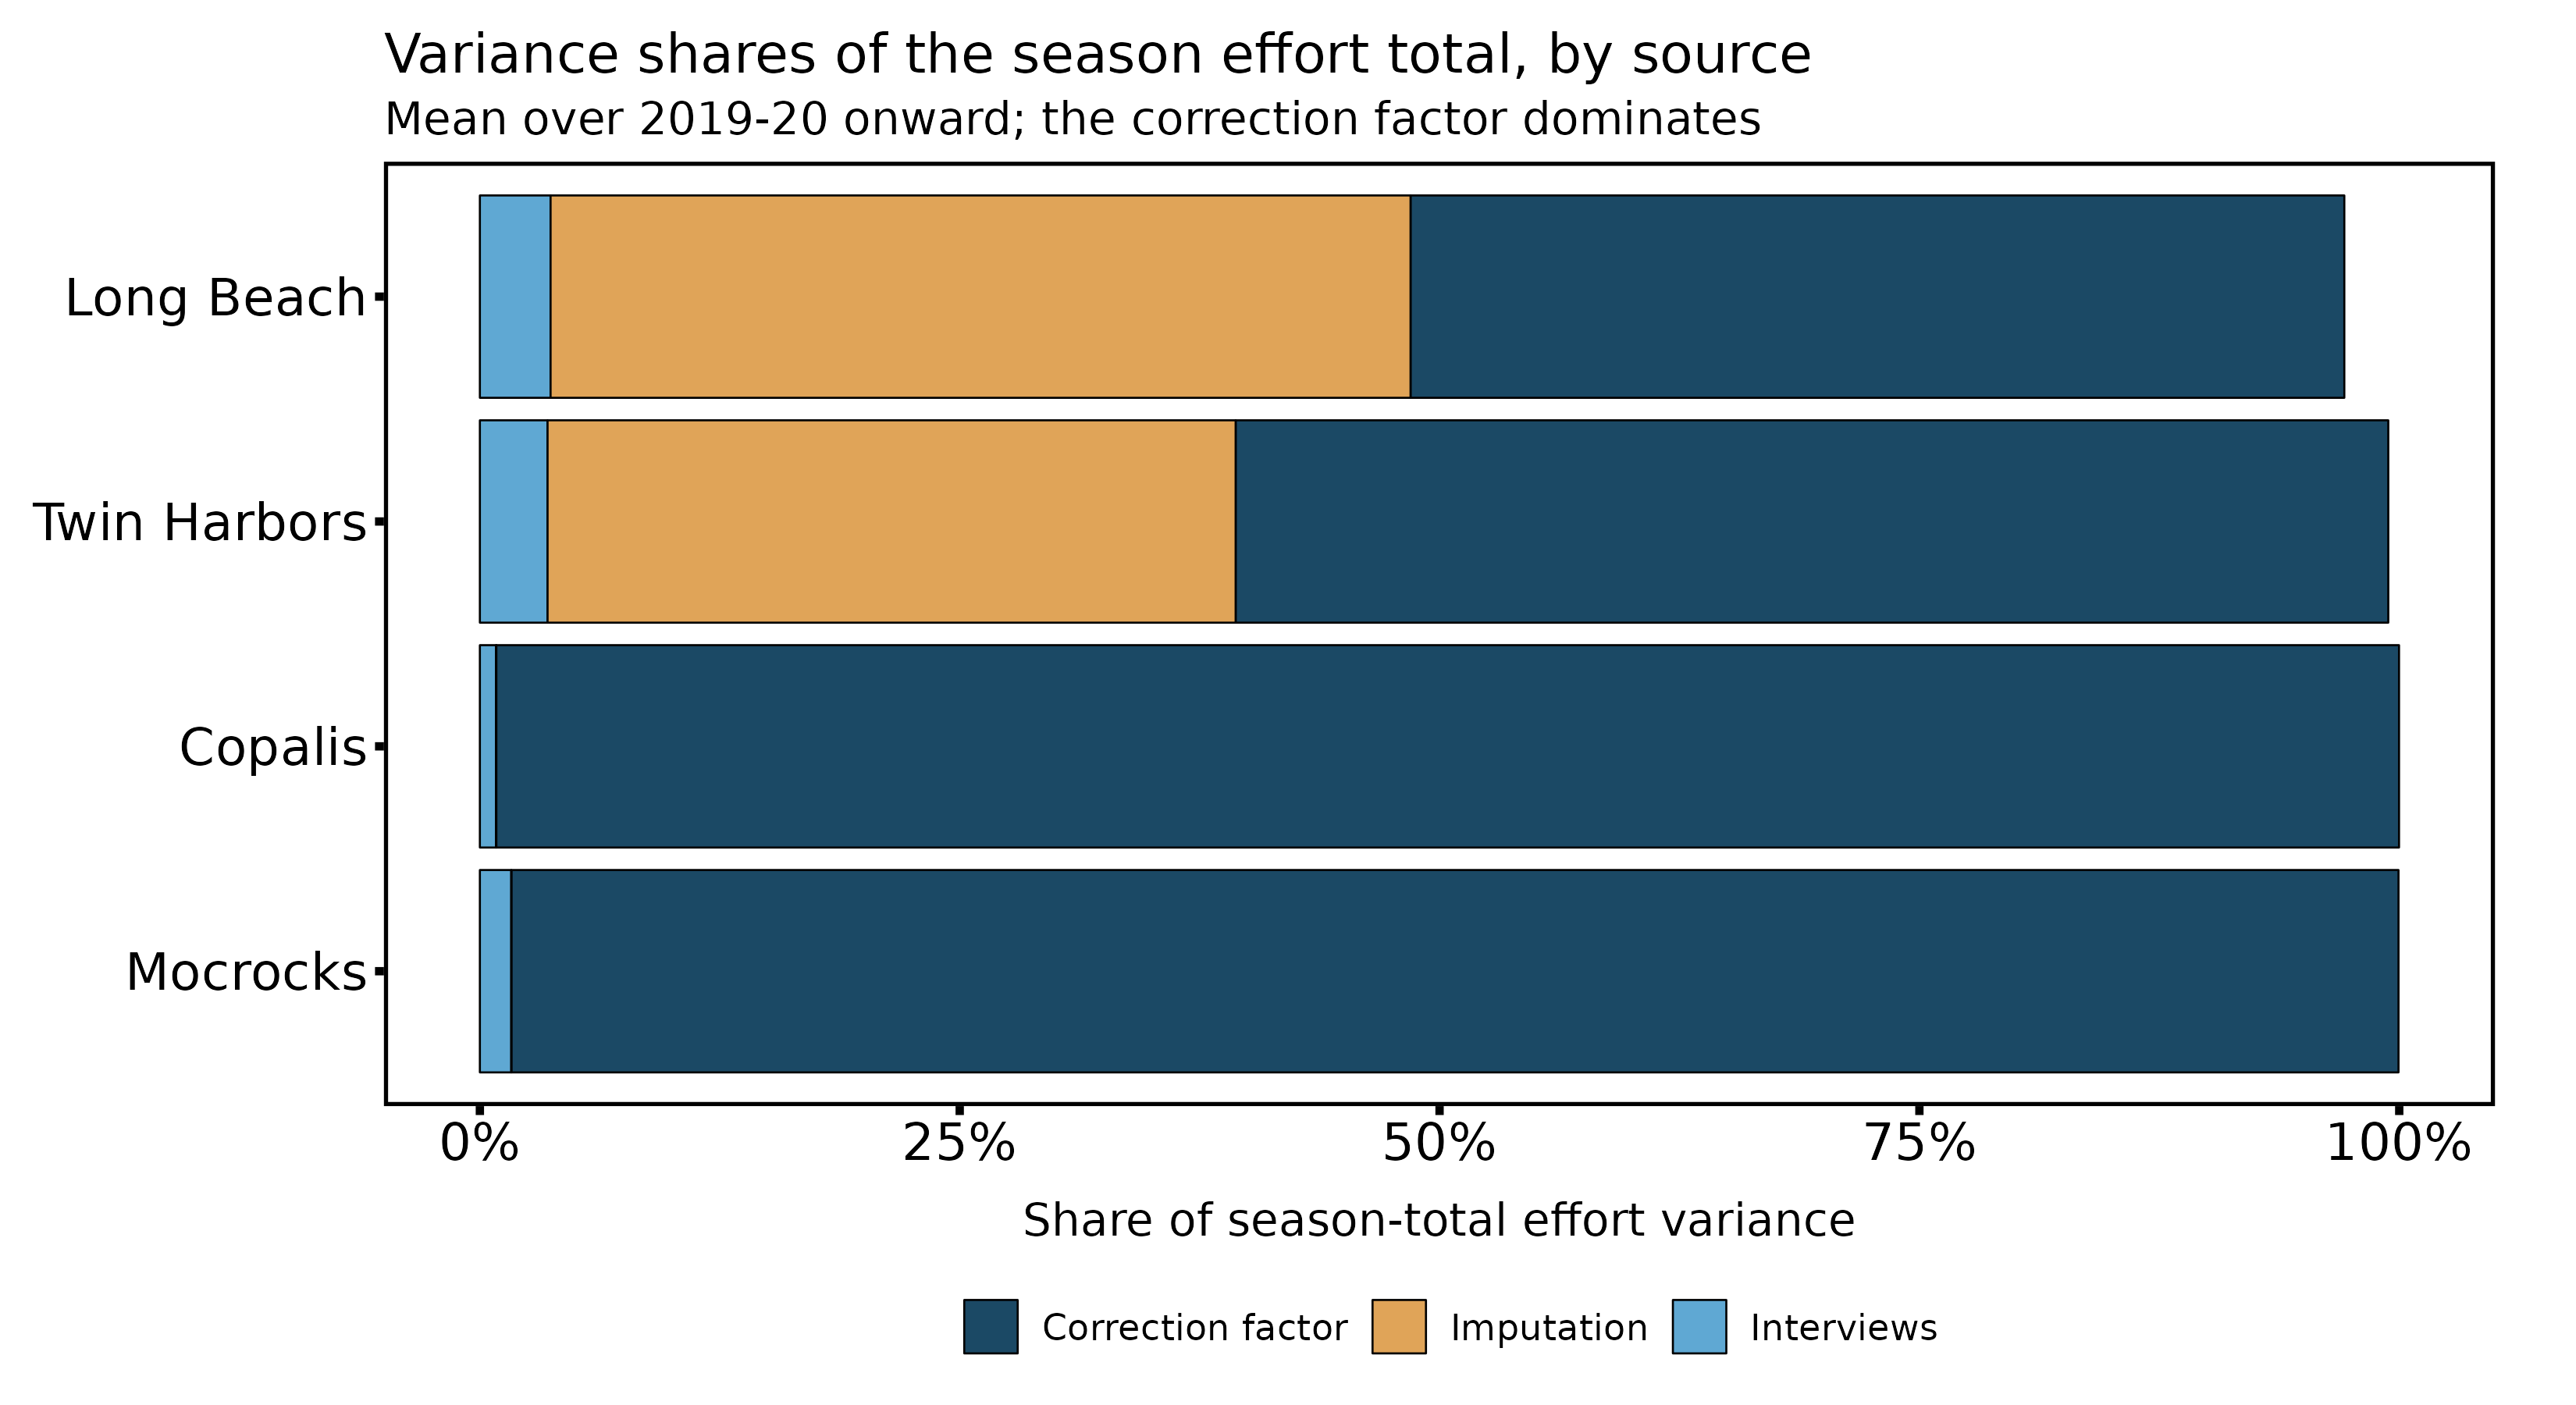 Variance shares of the season effort total, by source
Mean over 2019-20 onward; the correction factor dominates
Long Beach
Twin Harbors
Copalis
Mocrocks
0% 25% 50% 75% 100%
Share of season-total effort variance
Correction factor Imputation Interviews